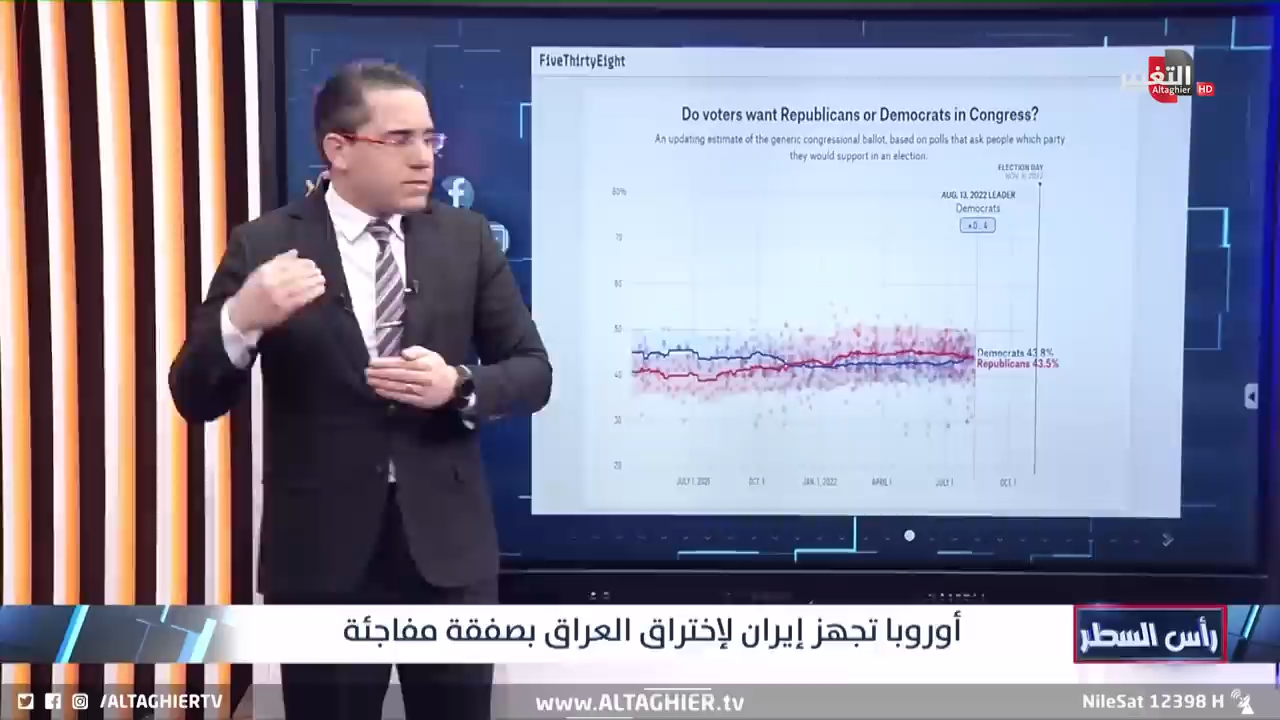 FiveThirtyEight
التغيير
Altaghier HD
Do voters want Republicans or Democrats in Congress?
An updating estimate of the generic congressional ballot, based on polls that ask people which party
they would support in an election.
ELECTION DAY
NOV. 8, 2022
AUG. 13, 2022 LEADER
Democrats
+0.4
80%
70
60
50
40
30
20
Democrats 43.8%
Republicans 43.5%
JULY 1, 2021
OCT. 1
JAN. 1, 2022
APRIL 1
JULY 1
OCT. 1
رأس السطر
أوروبا تجهز إيران لإختراق العراق بصفقة مفاجئة
/ALTAGHIERTV
www.ALTAGHIER.tv
NileSat 12398 H